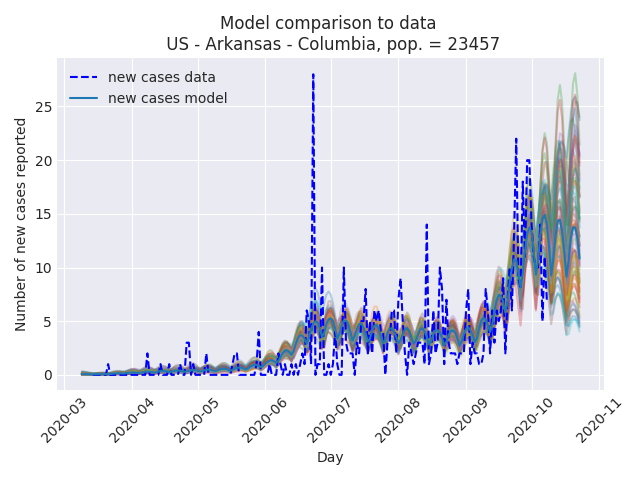 Model comparison to data
US - Arkansas - Columbia, pop. = 23457
new cases data
new cases model
Number of new cases reported
25
20
15
10
5
0
2020-03
2020-04
2020-05
2020-06
2020-07
2020-08
2020-09
2020-10
2020-11
Day